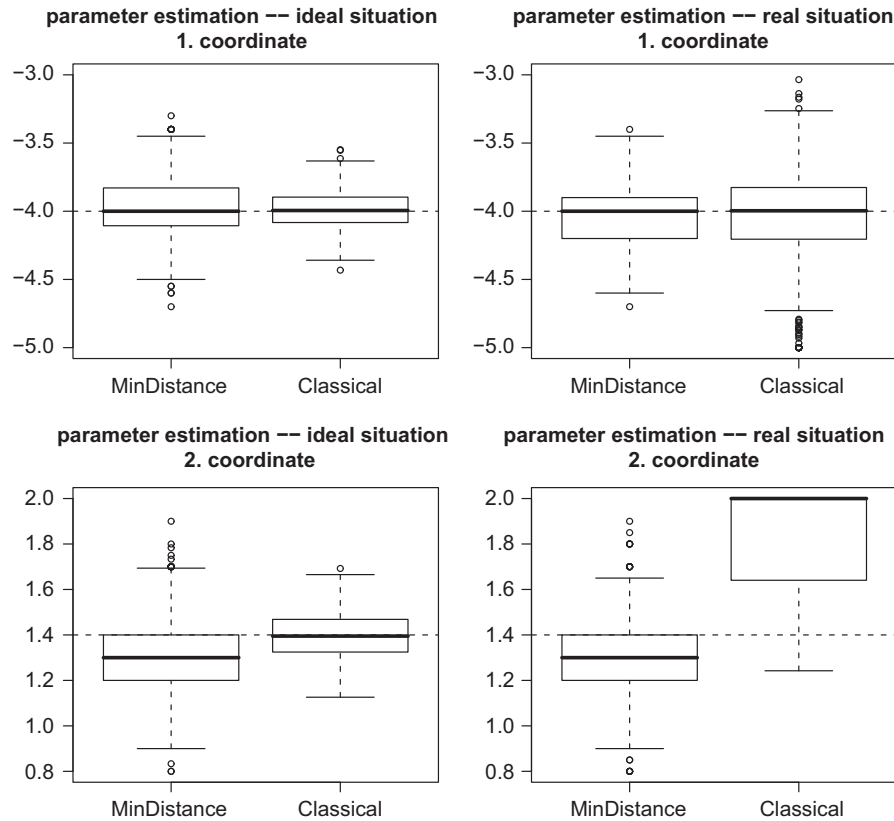 parameter estimation −− ideal situation
1. coordinate
−3.0
−3.5
−4.0
−4.5
−5.0
MinDistance Classical
parameter estimation −− real situation
1. coordinate
−3.0
−3.5
−4.0
−4.5
−5.0
MinDistance Classical
parameter estimation −− ideal situation
2. coordinate
2.0
1.8
1.6
1.4
1.2
1.0
0.8
MinDistance Classical
parameter estimation −− real situation
2. coordinate
2.0
1.8
1.6
1.4
1.2
1.0
0.8
MinDistance Classical